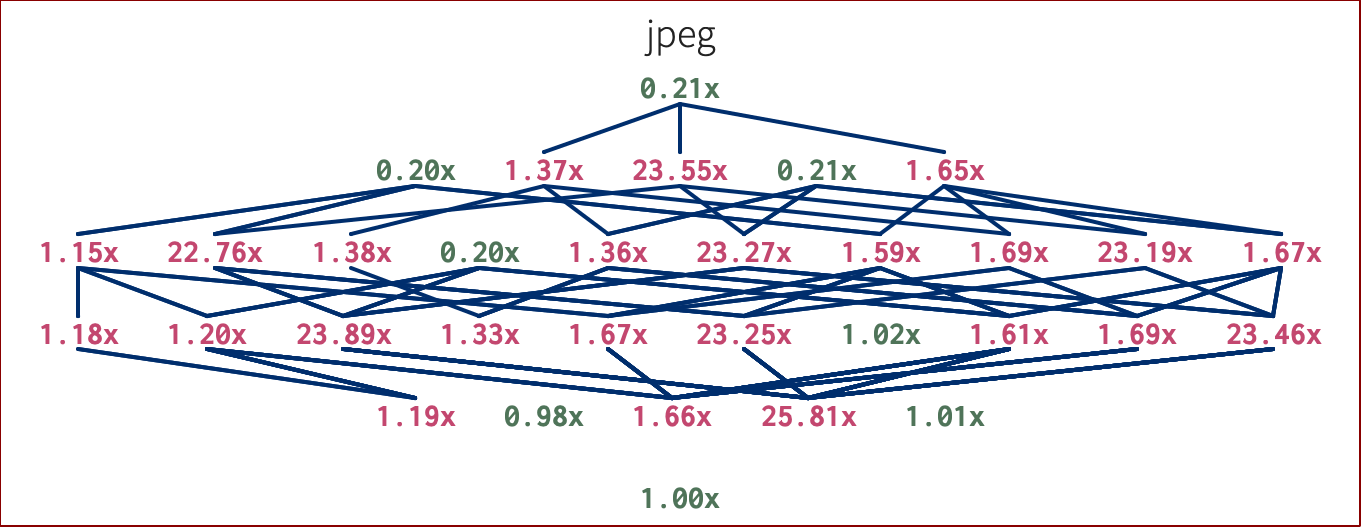 jpeg
0.21x
0.20x 1.37x 23.55x 0.21x 1.65x
1.15x 22.76x 1.38x 0.20x 1.36x 23.27x 1.59x 1.69x 23.19x 1.67x
1.18x 1.20x 23.89x 1.33x 1.67x 23.25x 1.02x 1.61x 1.69x 23.46x
1.19x 0.98x 1.66x 25.81x 1.01x
1.00x